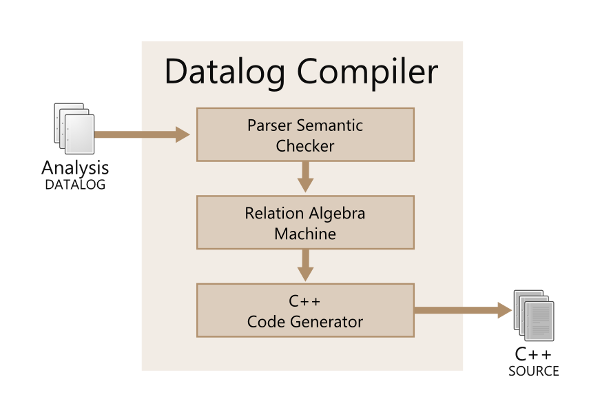 Datalog Compiler
Parser Semantic
Checker
Analysis
DATALOG
Relation Algebra
Machine
C++
Code Generator
C++
SOURCE